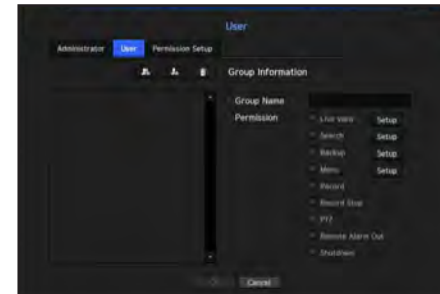 User
Administrator User Permission Setup
Group Information
Group Name
Permission
Live View Setup
Search Setup
Backup Setup
Menu Setup
Record
Record Stop
PTZ
Remote Alarm Out
Shutdown
Cancel